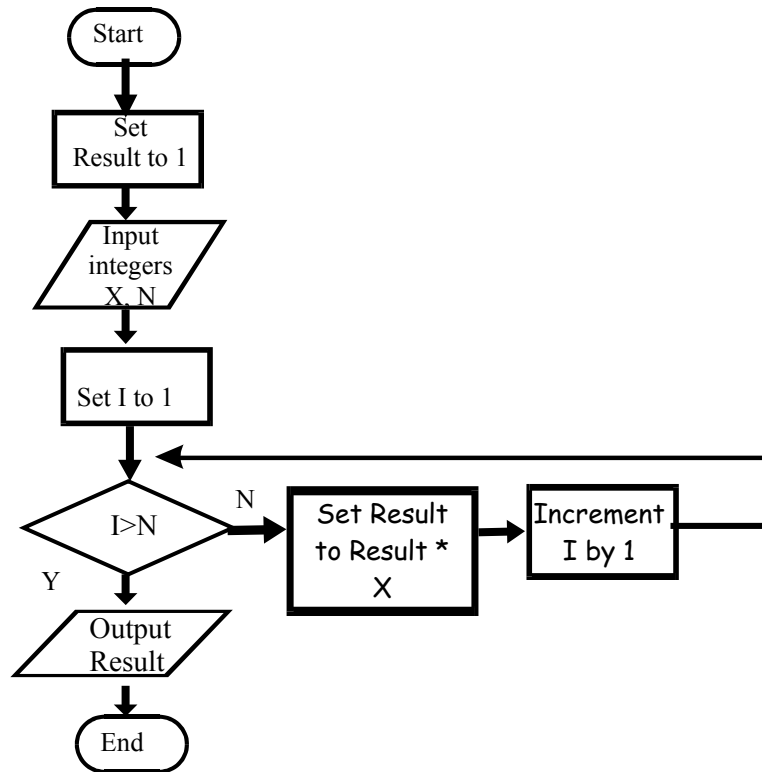 Start
Set
Result to 1
Input
integers
X, N
Set I to 1
I>N
N
Set Result
to Result *
X
Increment
I by 1
Y
Output
Result
End